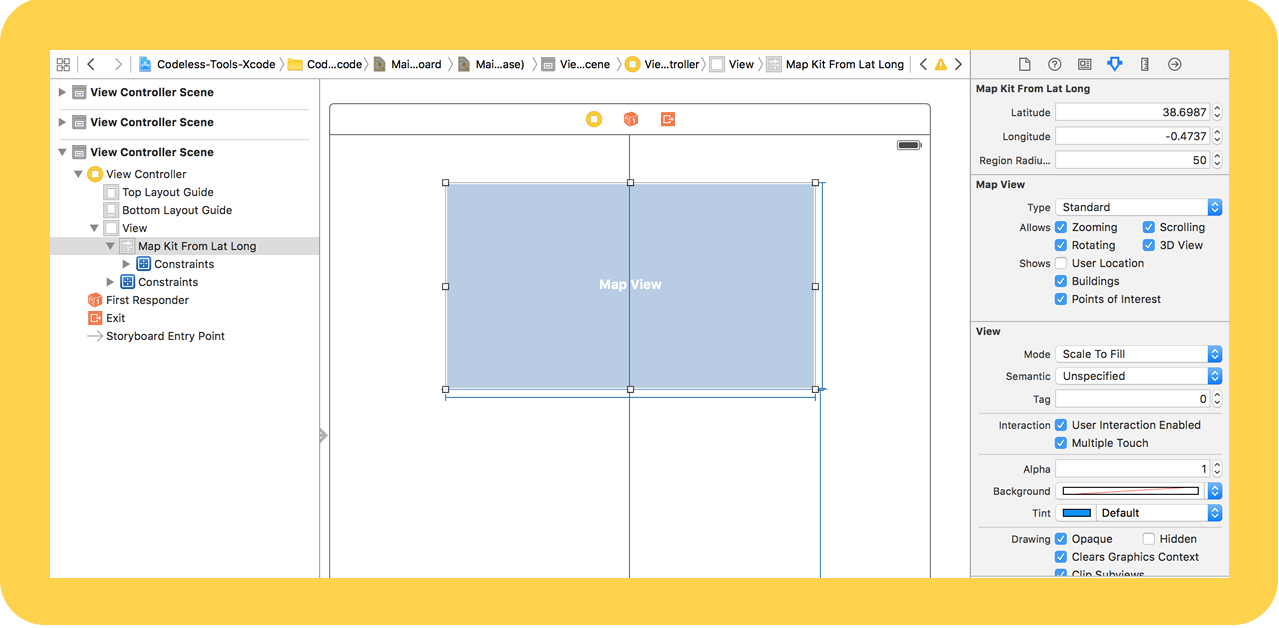 Codeless-Tools-Xcode Cod...code Mai...oard Mai...ase) Vie...cene Vie...troller View Map Kit From Lat Long
View Controller Scene
View Controller Scene
View Controller Scene
View Controller
Top Layout Guide
Bottom Layout Guide
View
Map Kit From Lat Long
Constraints
Constraints
First Responder
Exit
Storyboard Entry Point
Map View
Map Kit From Lat Long
Latitude 38.6987
Longitude -0.4737
Region Radiu... 50
Map View
Type Standard
Allows Zooming Scrolling
Rotating 3D View
Shows User Location
Buildings
Points of Interest
View
Mode Scale To Fill
Semantic Unspecified
Tag 0
Interaction User Interaction Enabled
Multiple Touch
Alpha 1
Background
Tint Default
Drawing Opaque Hidden
Clears Graphics Context
Clip Subviews